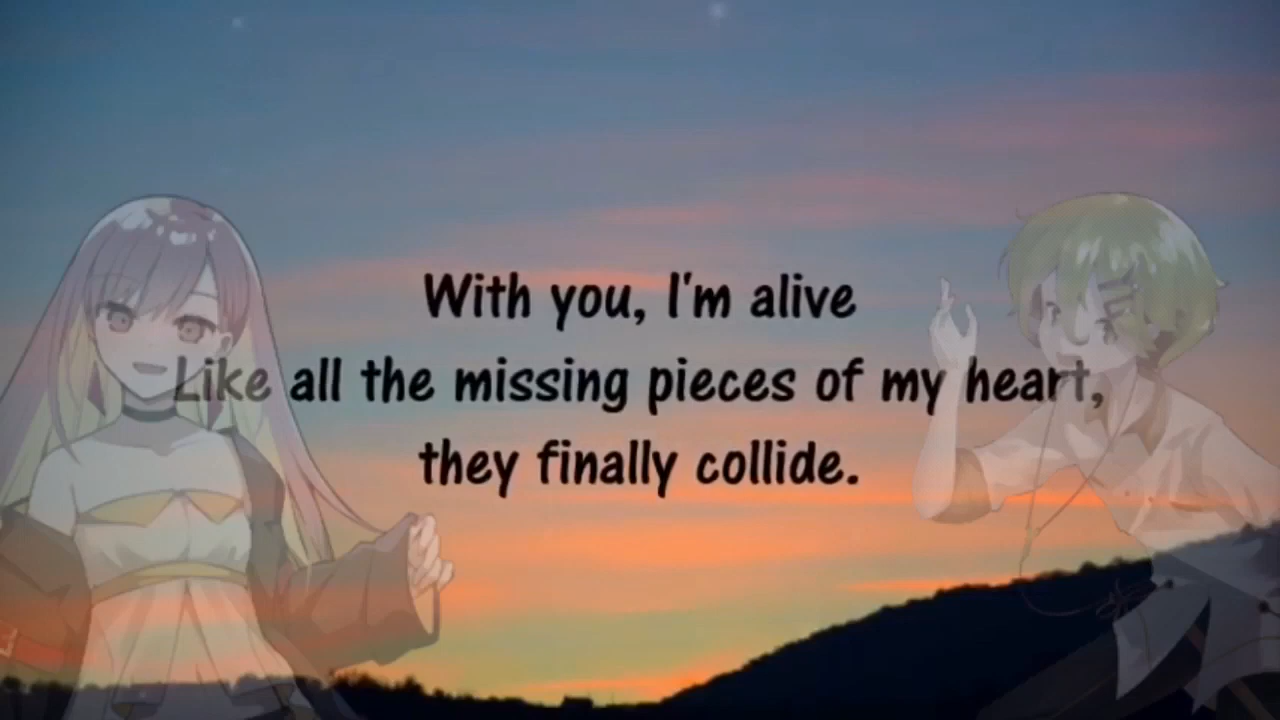 With you, I'm alive
Like all the missing pieces of my heart,
they finally collide.